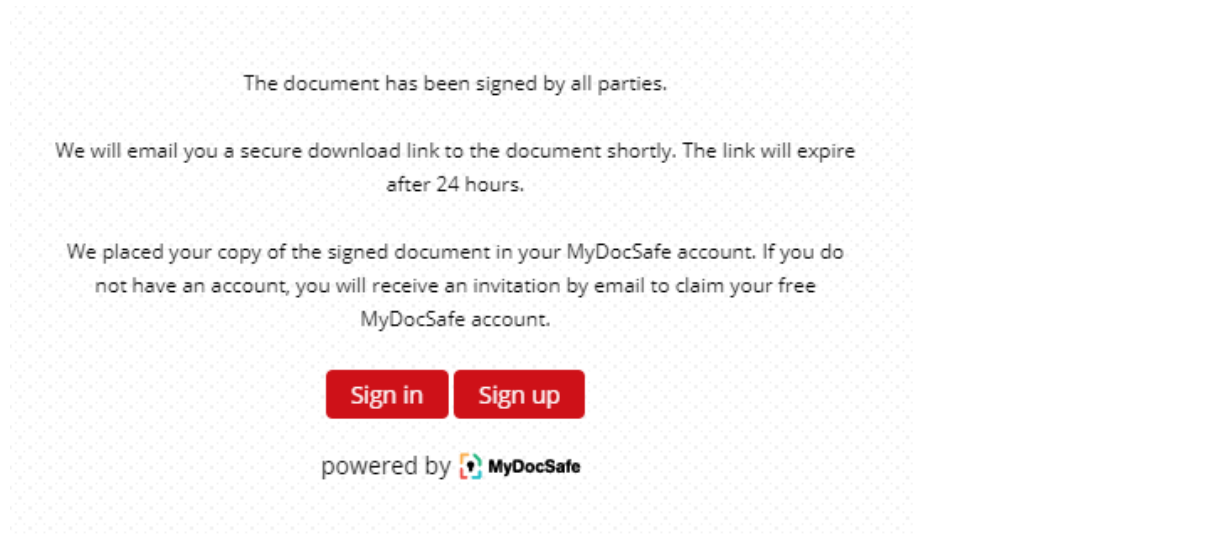 The document has been signed by all parties.
We will email you a secure download link to the document shortly. The link will expire
after 24 hours.
We placed your copy of the signed document in your MyDocSafe account. If you do
not have an account, you will receive an invitation by email to claim your free
MyDocSafe account.
Sign in Sign up
powered by MyDocSafe